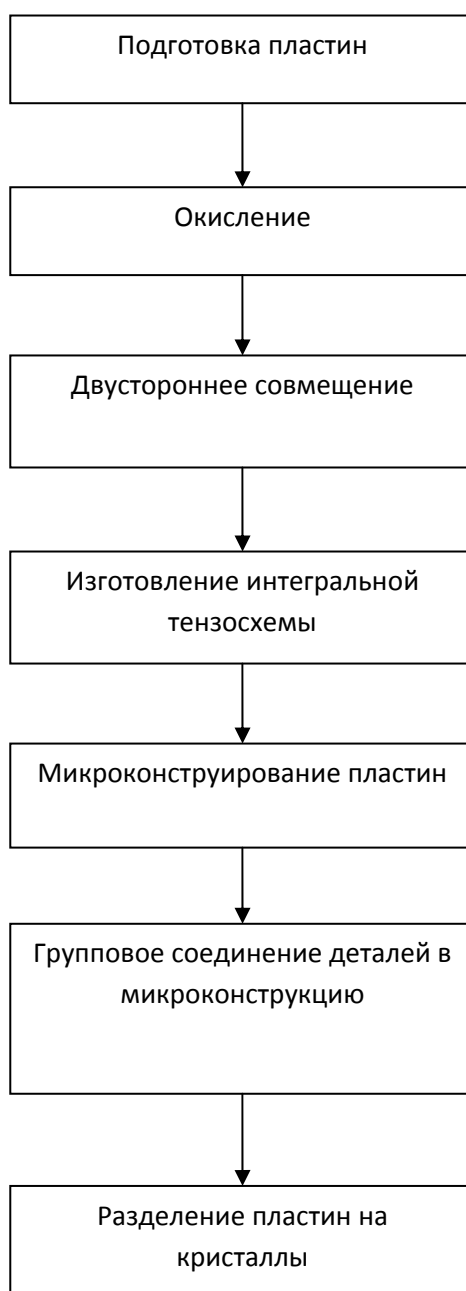 Подготовка пластин
Окисление
Двустороннее совмещение
Изготовление интегральной
тензосхемы
Микроконструирование пластин
Групповое соединение деталей в
микроконструкцию
Разделение пластин на
кристаллы